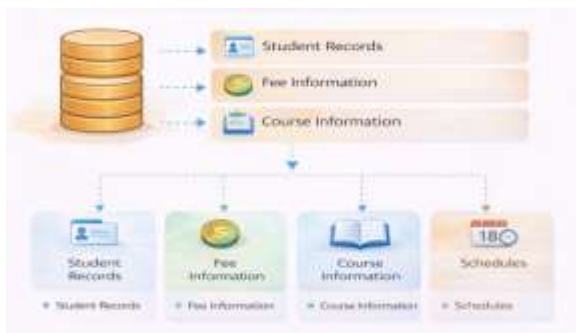 Student Records
Fee Information
Course Information
Student
Records
Fee
Information
Course
Information
18
Schedules
Student Records
Fee Information
Course Information
Schedules